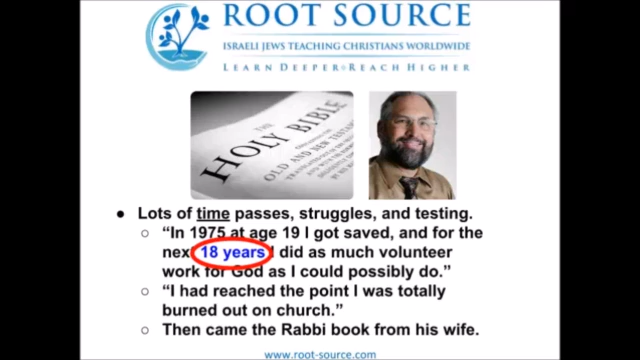 ROOT SOURCE
ISRAELI JEWS TEACHING CHRISTIANS WORLDWIDE
LEARN DEEPER REACH HIGHER
THE
HOLY BIBLE
OLD AND NEW TESTA
● Lots of time passes, struggles, and testing.
○ “In 1975 at age 19 I got saved, and for the
next 18 years I did as much volunteer
work for God as I could possibly do.”
○ “I had reached the point I was totally
burned out on church.”
○ Then came the Rabbi book from his wife.
www.root-source.com